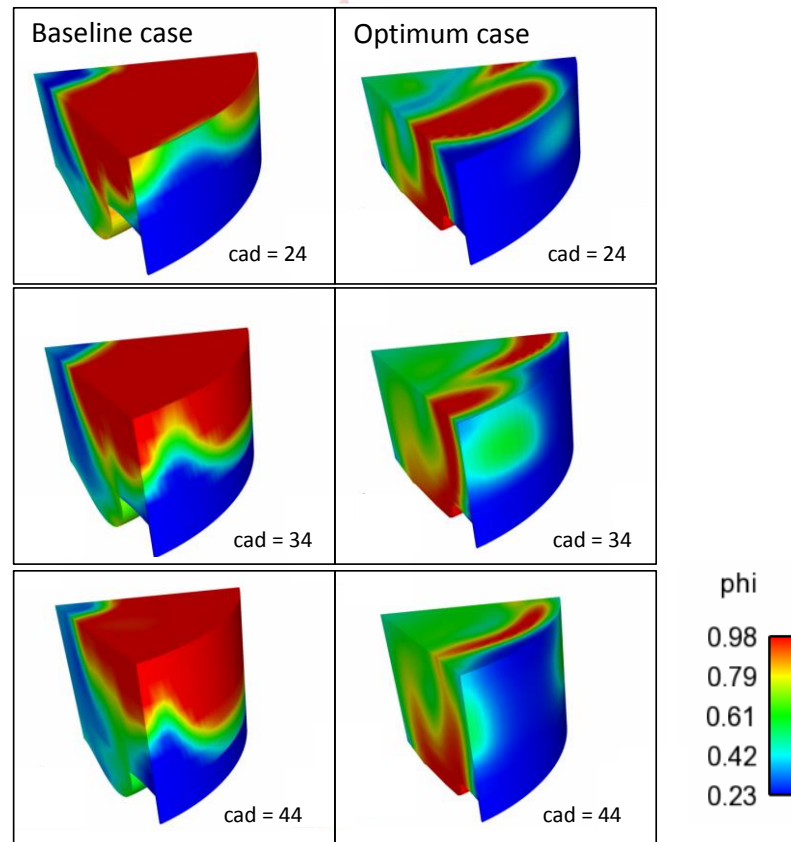 Baseline case
Optimum case
cad = 24
cad = 24
cad = 34
cad = 34
cad = 44
cad = 44
phi
0.98
0.79
0.61
0.42
0.23